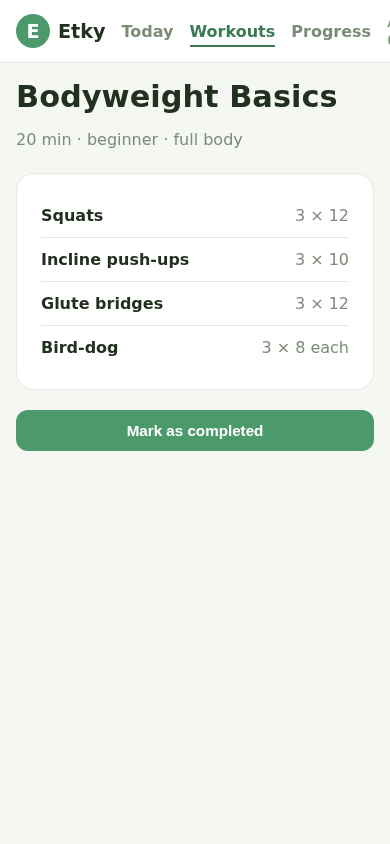 E Etky Today Workouts Progress
Bodyweight Basics
20 min · beginner · full body
Squats 3 × 12
Incline push-ups 3 × 10
Glute bridges 3 × 12
Bird-dog 3 × 8 each
Mark as completed